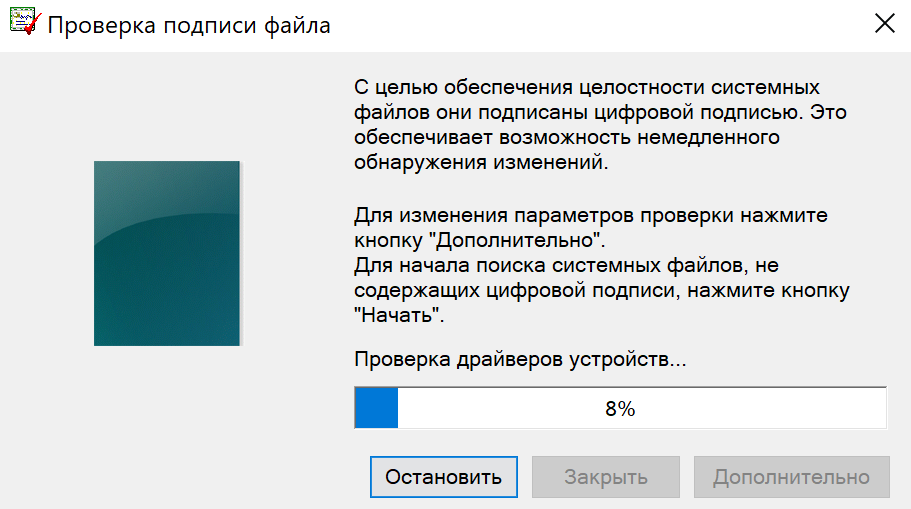 Проверка подписи файла
С целью обеспечения целостности системных
файлов они подписаны цифровой подписью. Это
обеспечивает возможность немедленного
обнаружения изменений.
Для изменения параметров проверки нажмите
кнопку "Дополнительно".
Для начала поиска системных файлов, не
содержащих цифровой подписи, нажмите кнопку
"Начать".
Проверка драйверов устройств...
8%
Остановить Закрыть Дополнительно